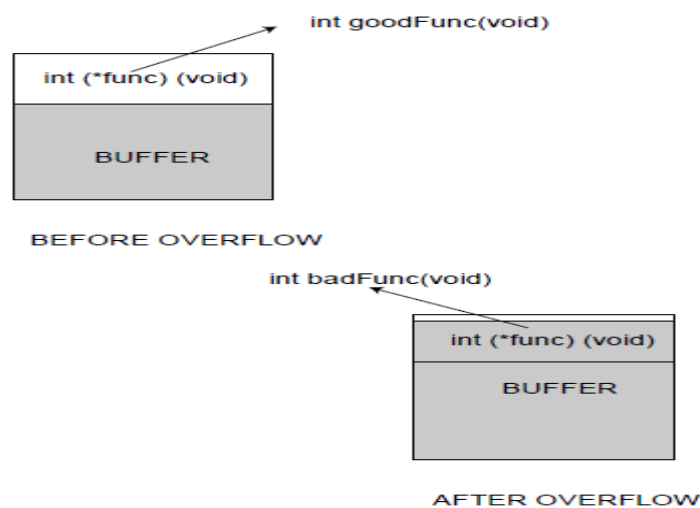 int goodFunc(void)
int (*func) (void)
BUFFER
BEFORE OVERFLOW
int badFunc(void)
int (*func) (void)
BUFFER
AFTER OVERFLOW